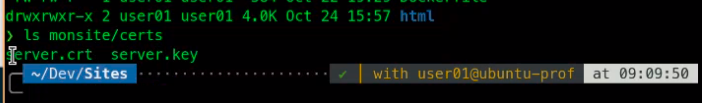 drwxrwxr-x 2 user01 user01 4.0K Oct 24 15:57 html
❯ ls monsite/certs
server.crt  server.key
~/Dev/Sites ✓ with user01@ubuntu-prof at 09:09:50